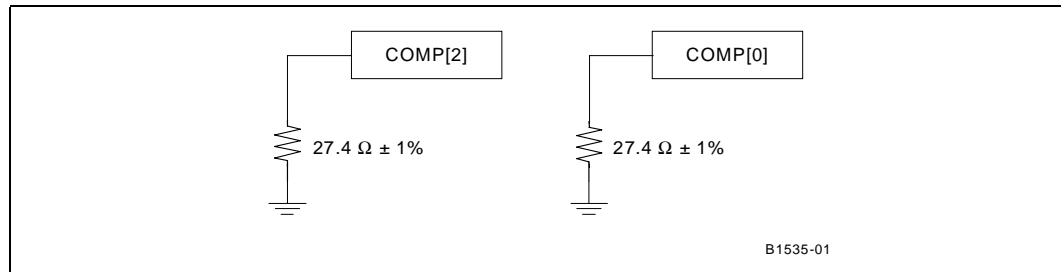 COMP[2]
COMP[0]
27.4 Ω ± 1%
27.4 Ω ± 1%
B1535-01